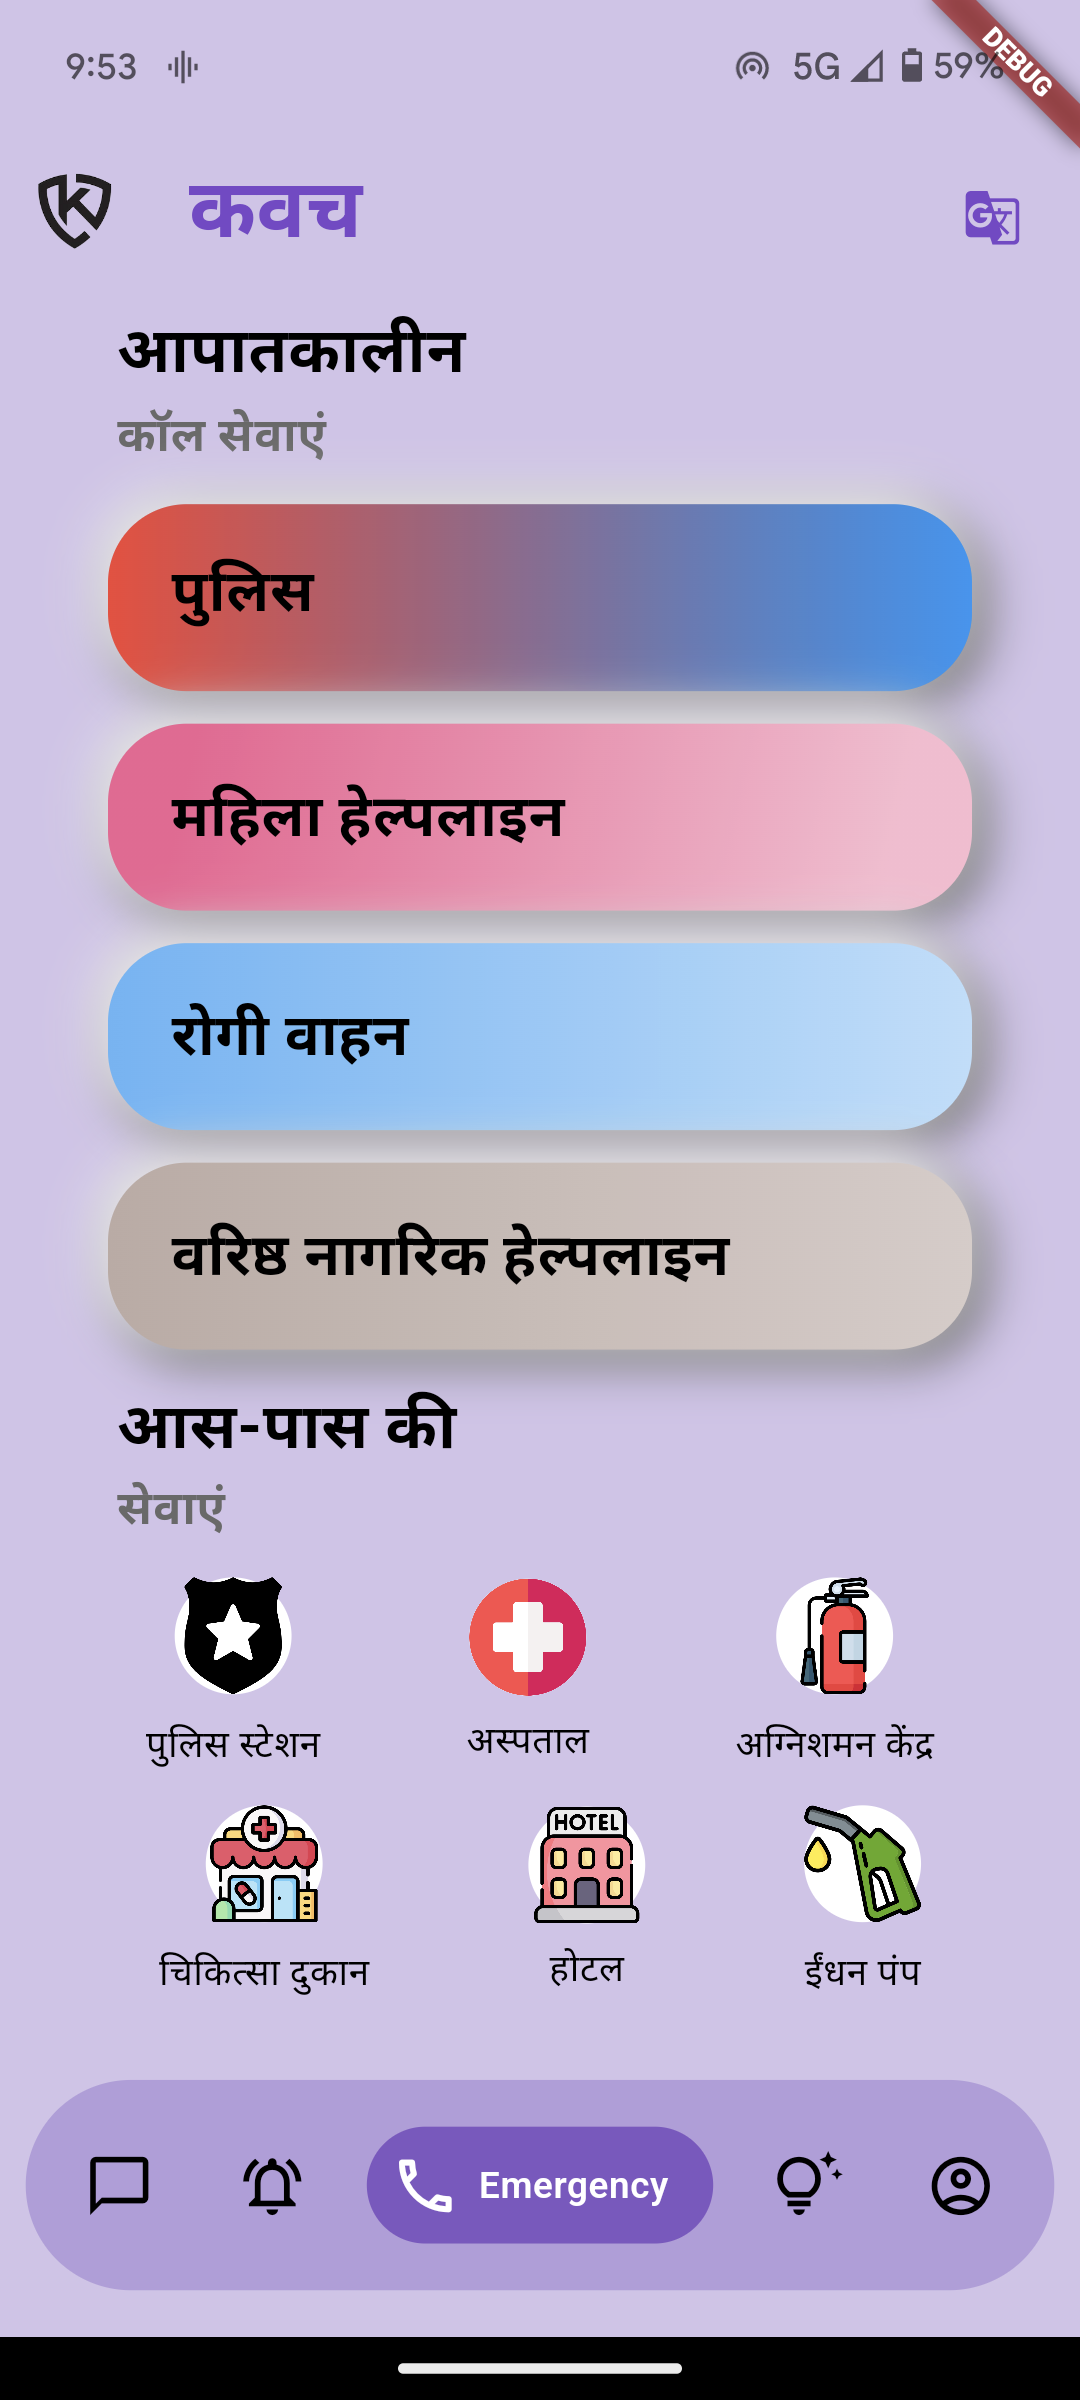 9:53
5G
59%
DEBUG
कवच
आपातकालीन
कॉल सेवाएं
पुलिस
महिला हेल्पलाइन
रोगी वाहन
वरिष्ठ नागरिक हेल्पलाइन
आस-पास की
सेवाएं
पुलिस स्टेशन
अस्पताल
अग्निशमन केंद्र
HOTEL
चिकित्सा दुकान
होटल
ईंधन पंप
Emergency